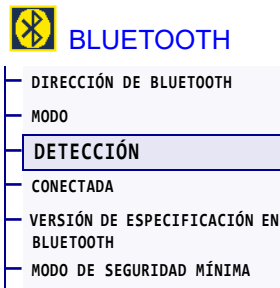 BLUETOOTH
DIRECCIÓN DE BLUETOOTH
MODO
DETECCIÓN
CONECTADA
VERSIÓN DE ESPECIFICACIÓN EN
BLUETOOTH
MODO DE SEGURIDAD MÍNIMA